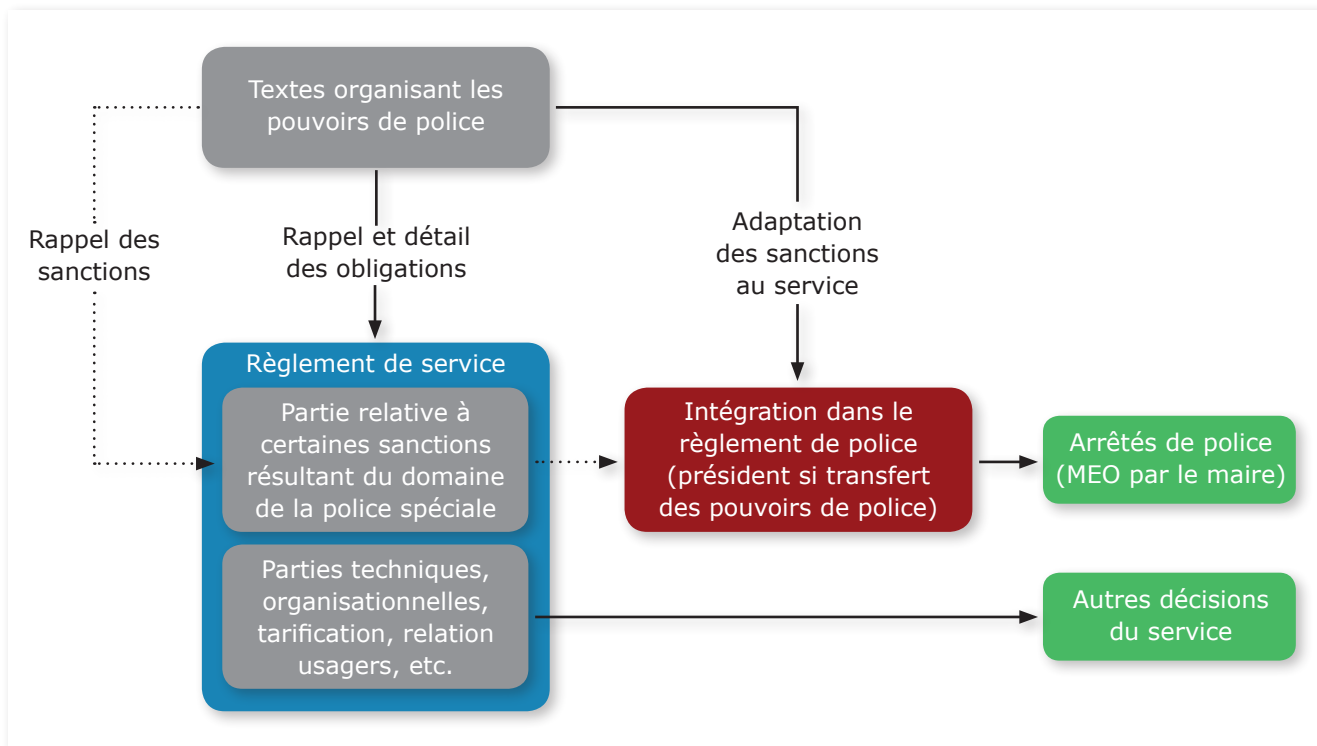 Textes organisant les
pouvoirs de police
Rappel des
sanctions
Rappel et détail
des obligations
Adaptation
des sanctions
au service
Règlement de service
Partie relative à
certaines sanctions
résultant du domaine
de la police spéciale
Intégration dans le
règlement de police
(président si transfert
des pouvoirs de police)
Arrêtés de police
(MEO par le maire)
Parties techniques,
organisationnelles,
tarification, relation
usagers, etc.
Autres décisions
du service